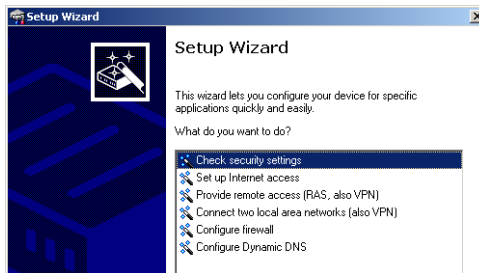 Setup Wizard
Setup Wizard
This wizard lets you configure your device for specific
applications quickly and easily.
What do you want to do?
Check security settings
Set up Internet access
Provide remote access (RAS, also VPN)
Connect two local area networks (also VPN)
Configure firewall
Configure Dynamic DNS